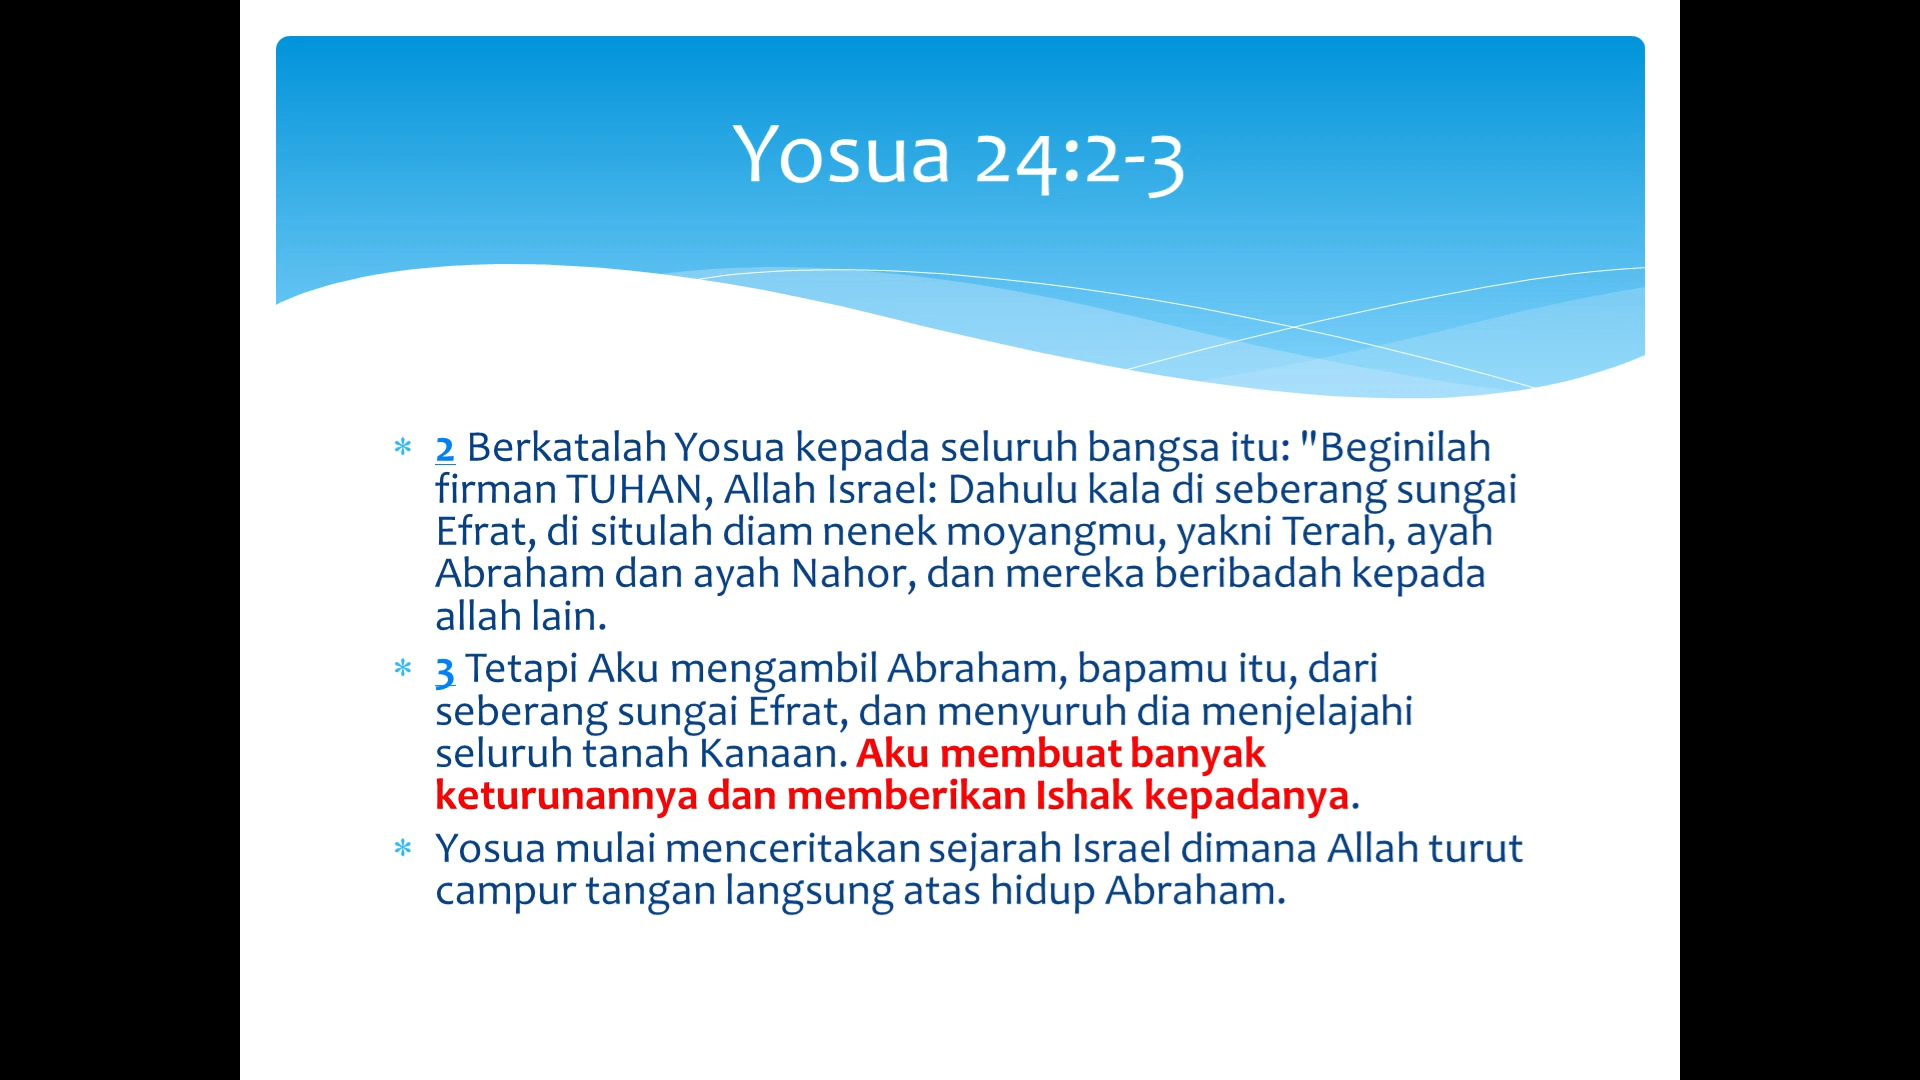 Yosua 24:2-3
* 2 Berkatalah Yosua kepada seluruh bangsa itu: "Beginilah
firman TUHAN, Allah Israel: Dahulu kala di seberang sungai
Efrat, di situlah diam nenek moyangmu, yakni Terah, ayah
Abraham dan ayah Nahor, dan mereka beribadah kepada
allah lain.
* 3 Tetapi Aku mengambil Abraham, bapamu itu, dari
seberang sungai Efrat, dan menyuruh dia menjelajahi
seluruh tanah Kanaan. Aku membuat banyak
keturunannya dan memberikan Ishak kepadanya.
* Yosua mulai menceritakan sejarah Israel dimana Allah turut
campur tangan langsung atas hidup Abraham.